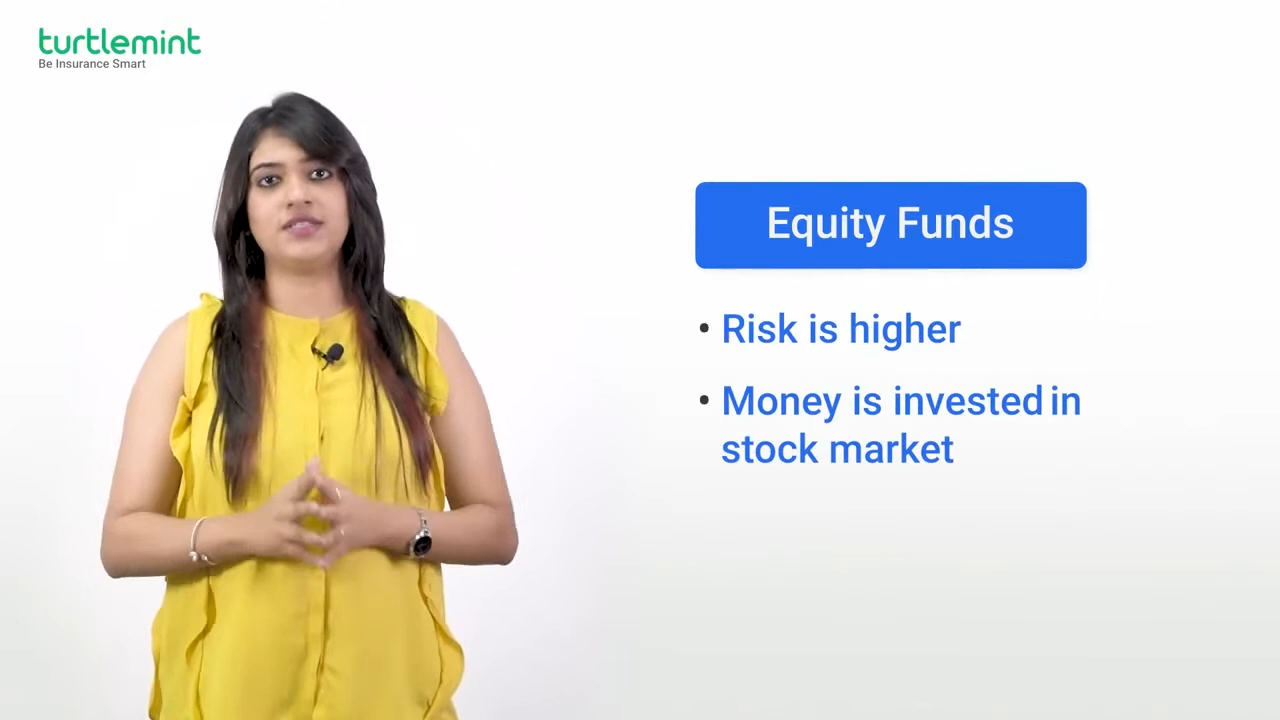 turtlemint
Be Insurance Smart
Equity Funds
• Risk is higher
• Money is invested in
stock market